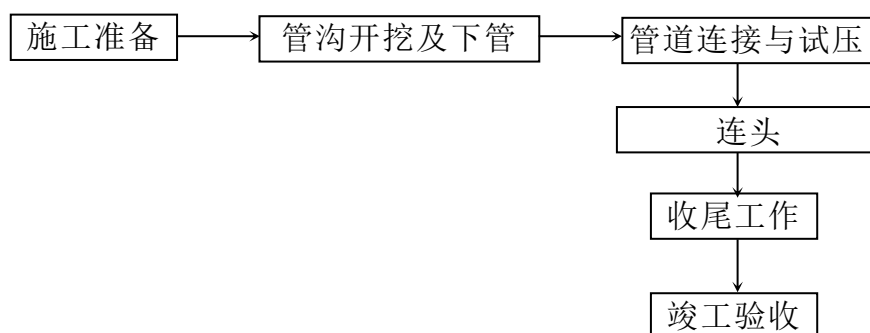 施工准备
管沟开挖及下管
管道连接与试压
连头
收尾工作
竣工验收